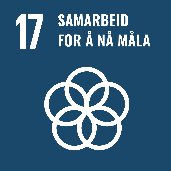 17 SAMARBEID
FOR Å NÅ MÅLA